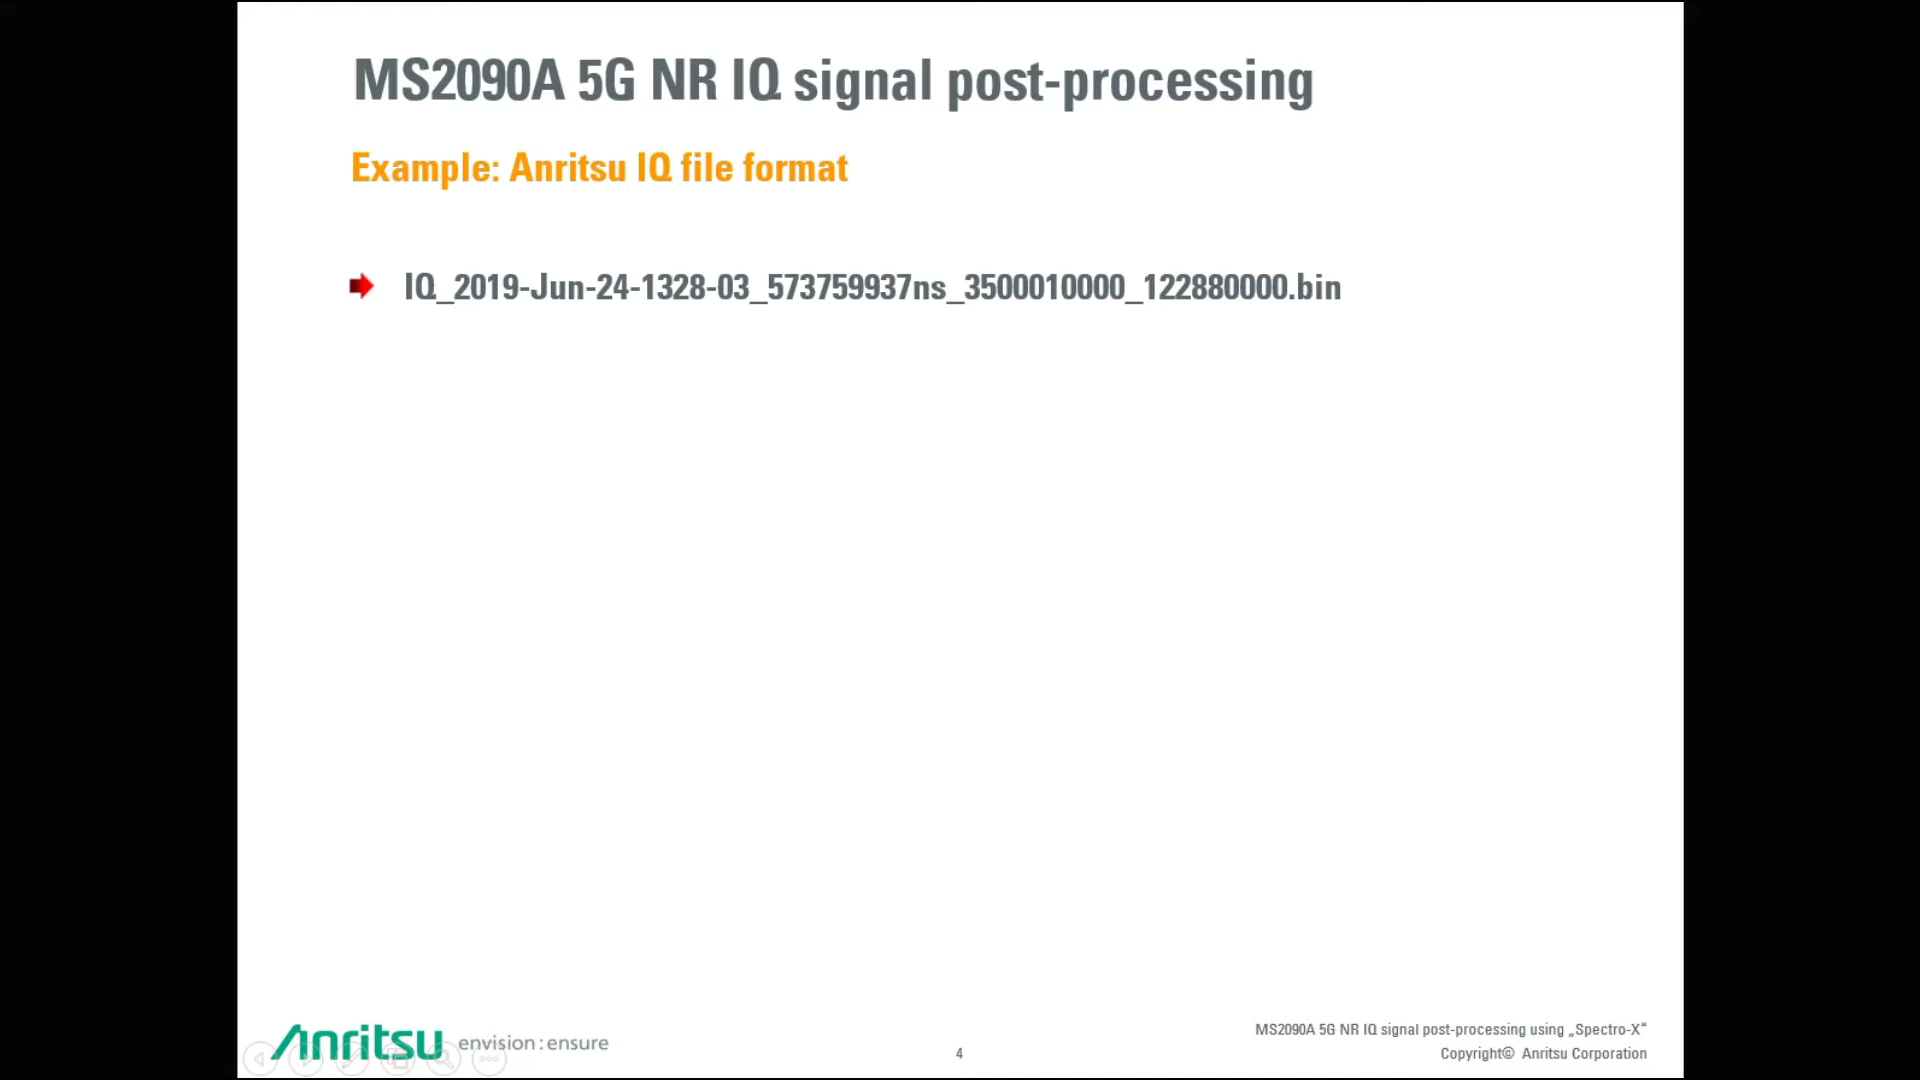 MS2090A 5G NR IQ signal post-processing
Example: Anritsu IQ file format
IQ_2019-Jun-24-1328-03_573759937ns_3500010000_122880000.bin
Anritsu envision : ensure
4
MS2090A 5G NR IQ signal post-processing using „Spectro-X“
Copyright© Anritsu Corporation